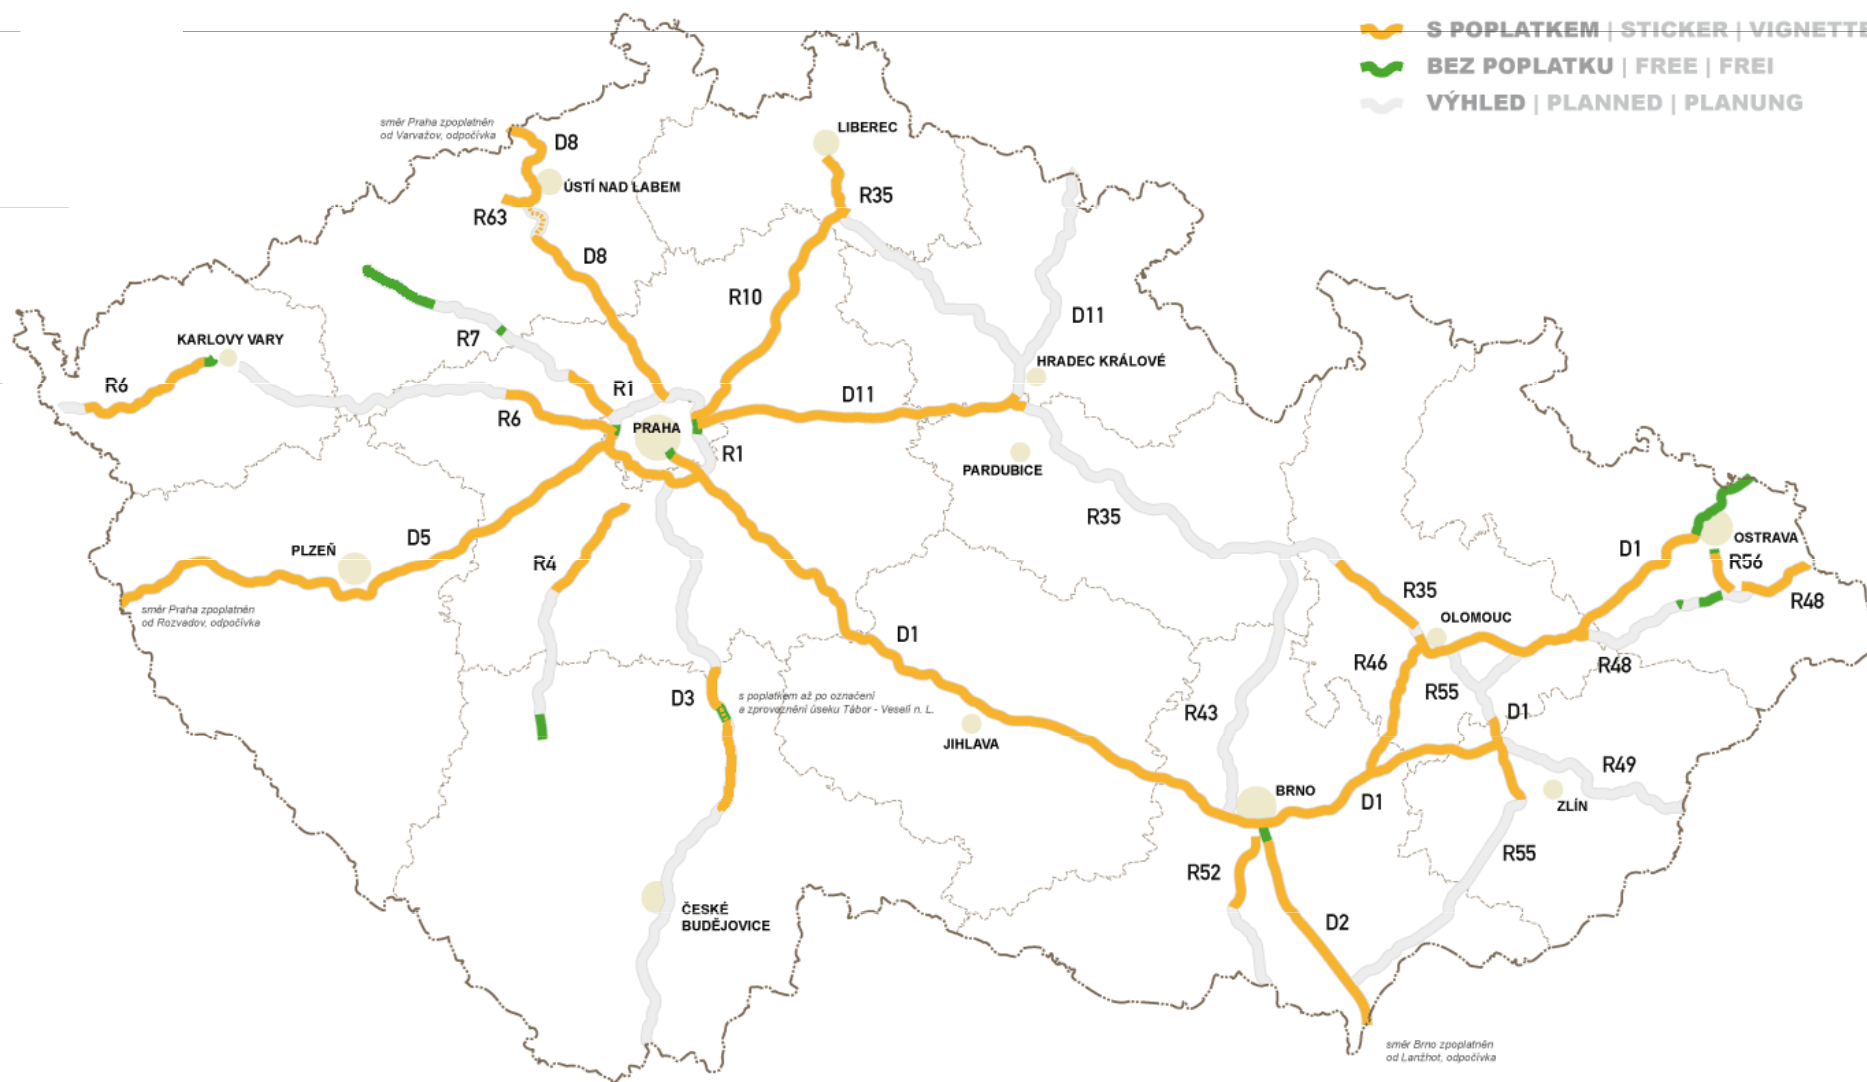 S POPLATKEM | STICKER | VIGNETTE
BEZ POPLATKU | FREE | FREI
VÝHLED | PLANNED | PLANUNG
směr Praha zpoplatněn
od Varvažov, odpočívka
D8
LIBEREC
ÚSTÍ NAD LABEM
R35
R63
D8
R10
D11
R7
KARLOVY VARY
HRADEC KRÁLOVÉ
R6
R1
D11
R6
PRAHA
R1
PARDUBICE
R35
D5
PLZEŇ
R4
OSTRAVA
D1
R56
R35
R48
směr Praha zpoplatněn
od Rozvadov, odpočívka
OLOMOUC
D1
R46
R48
R55
D3
s poplatkem až po označení
a zprovoznění úseku Tábor - Veselí n. L.
R43
D1
JIHLAVA
R49
BRNO
D1
ZLÍN
R55
R52
ČESKÉ
BUDĚJOVICE
D2
směr Brno zpoplatněn
od Lanžhot, odpočívka